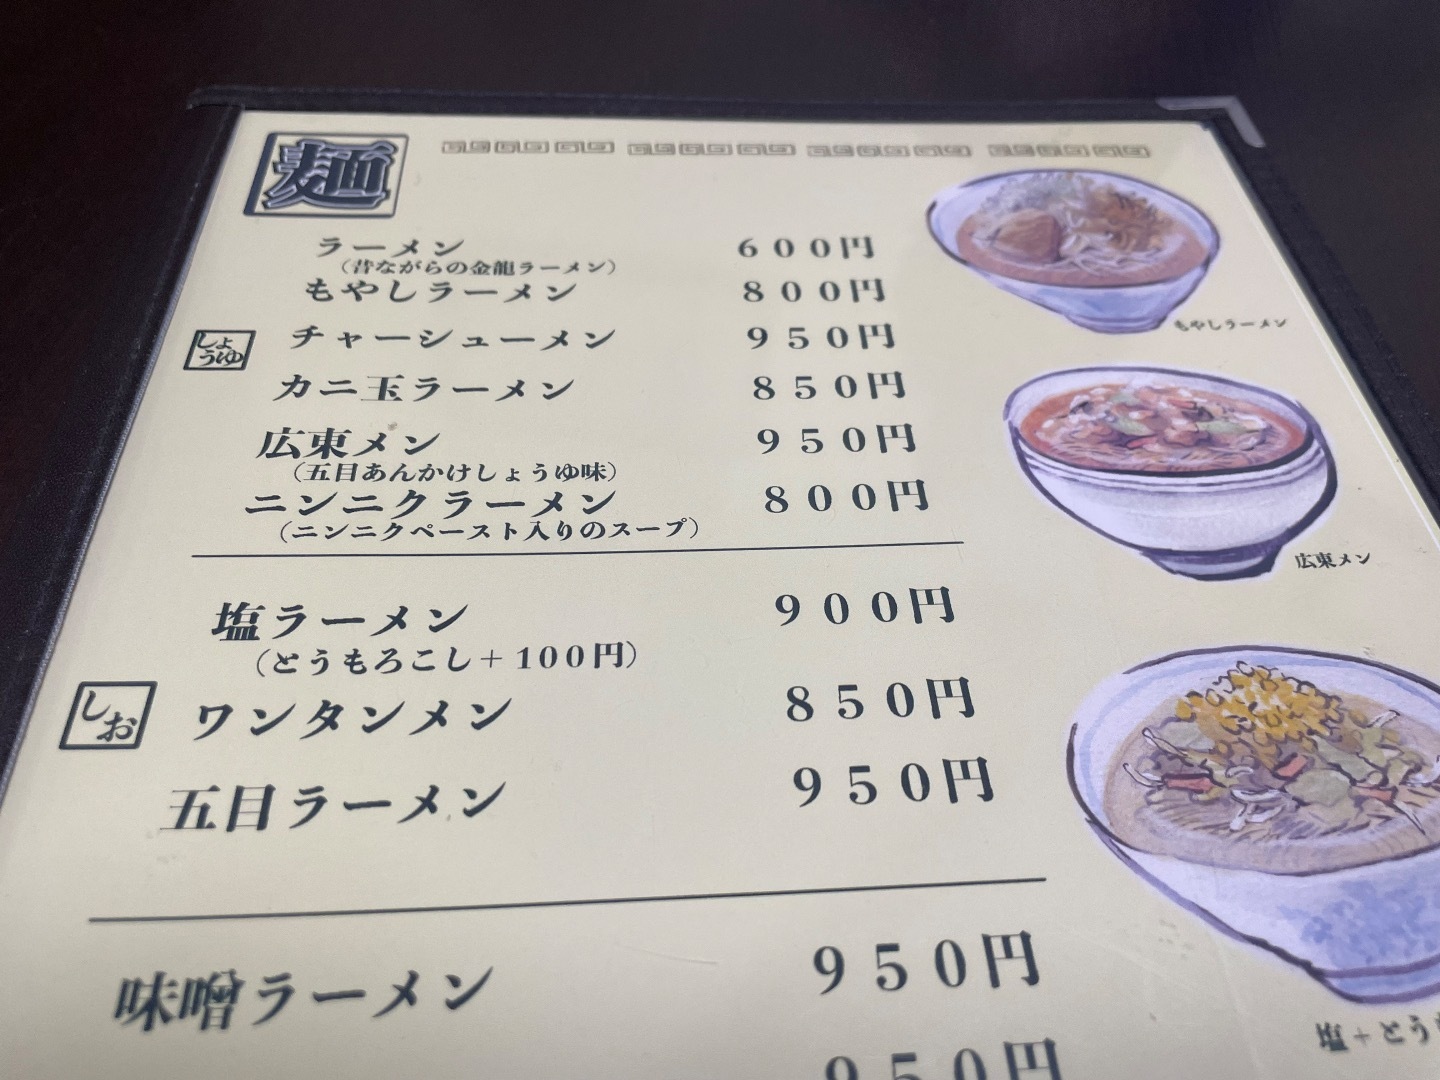 麺
ラーメン 600円
（昔ながらの金龍ラーメン）
もやしラーメン 800円
もやしラーメン
しょうゆ
チャーシューメン 950円
カニ玉ラーメン 850円
広東メン 950円
（五目あんかけしょうゆ味）
ニンニクラーメン 800円
（ニンニクペースト入りのスープ）
広東メン
塩ラーメン 900円
（とうもろこし＋100円）
しお
ワンタンメン 850円
五目ラーメン 950円
味噌ラーメン 950円
塩＋とう
950円